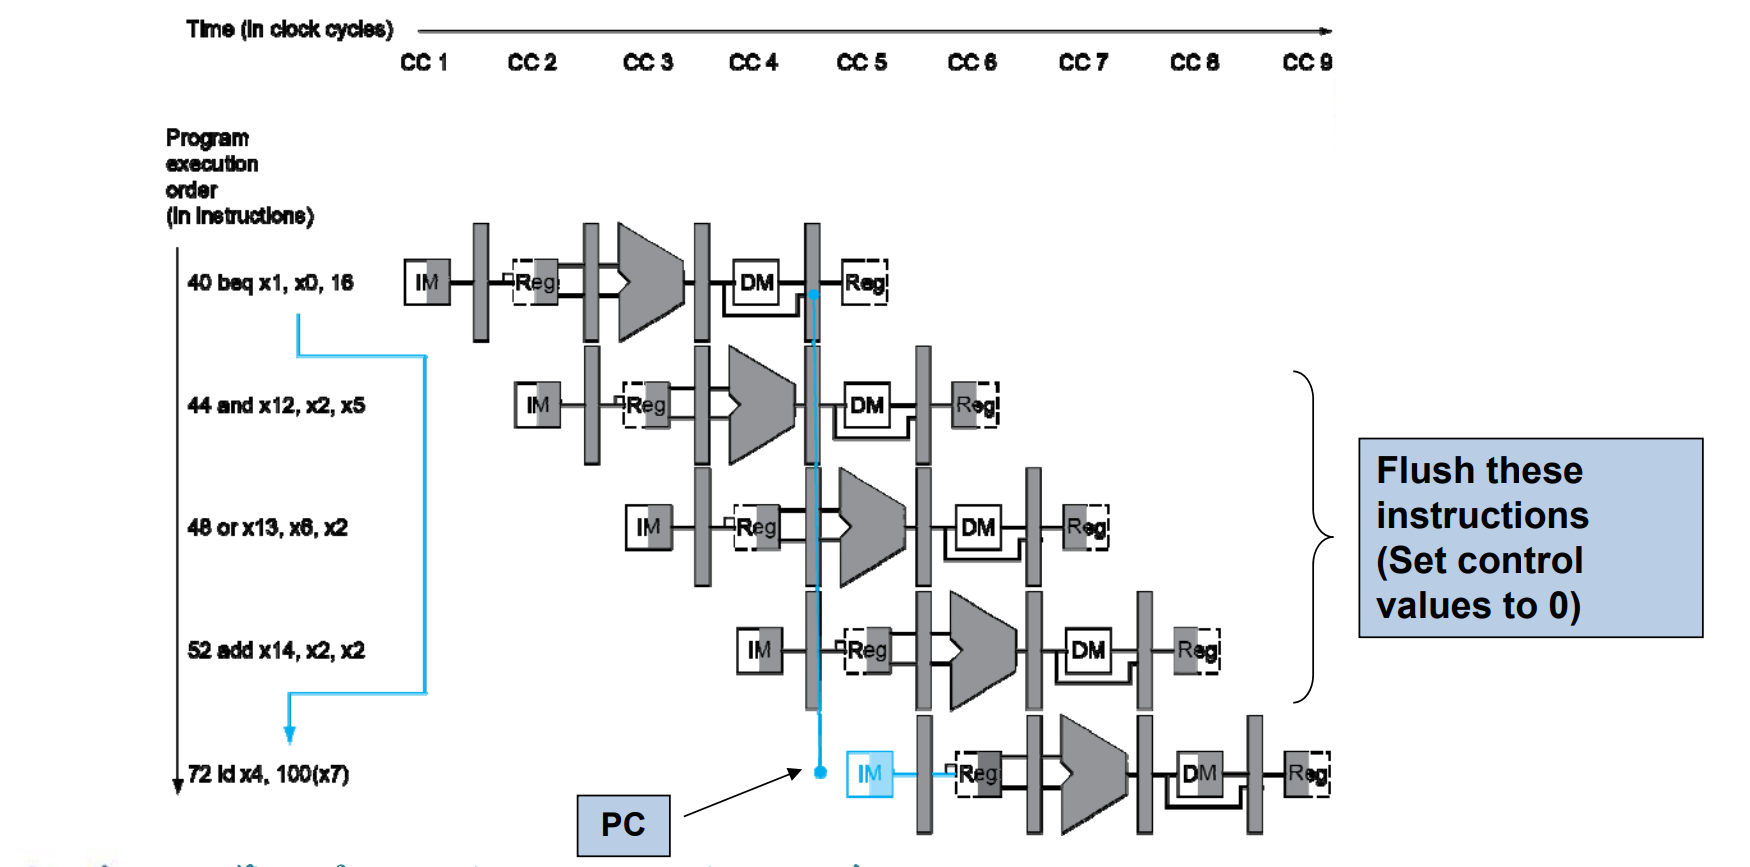 Time (in clock cycles)
CC 1 CC 2 CC 3 CC 4 CC 5 CC 6 CC 7 CC 8 CC 9
Program
execution
order
(in instructions)
40 beq x1, x0, 16
IM Reg DM Reg
44 and x12, x2, x5
IM Reg DM Reg
48 or x13, x6, x2
IM Reg DM Reg
52 add x14, x2, x2
IM Reg DM Reg
72 ld x4, 100(x7)
IM Reg DM Reg
Flush these
instructions
(Set control
values to 0)
PC